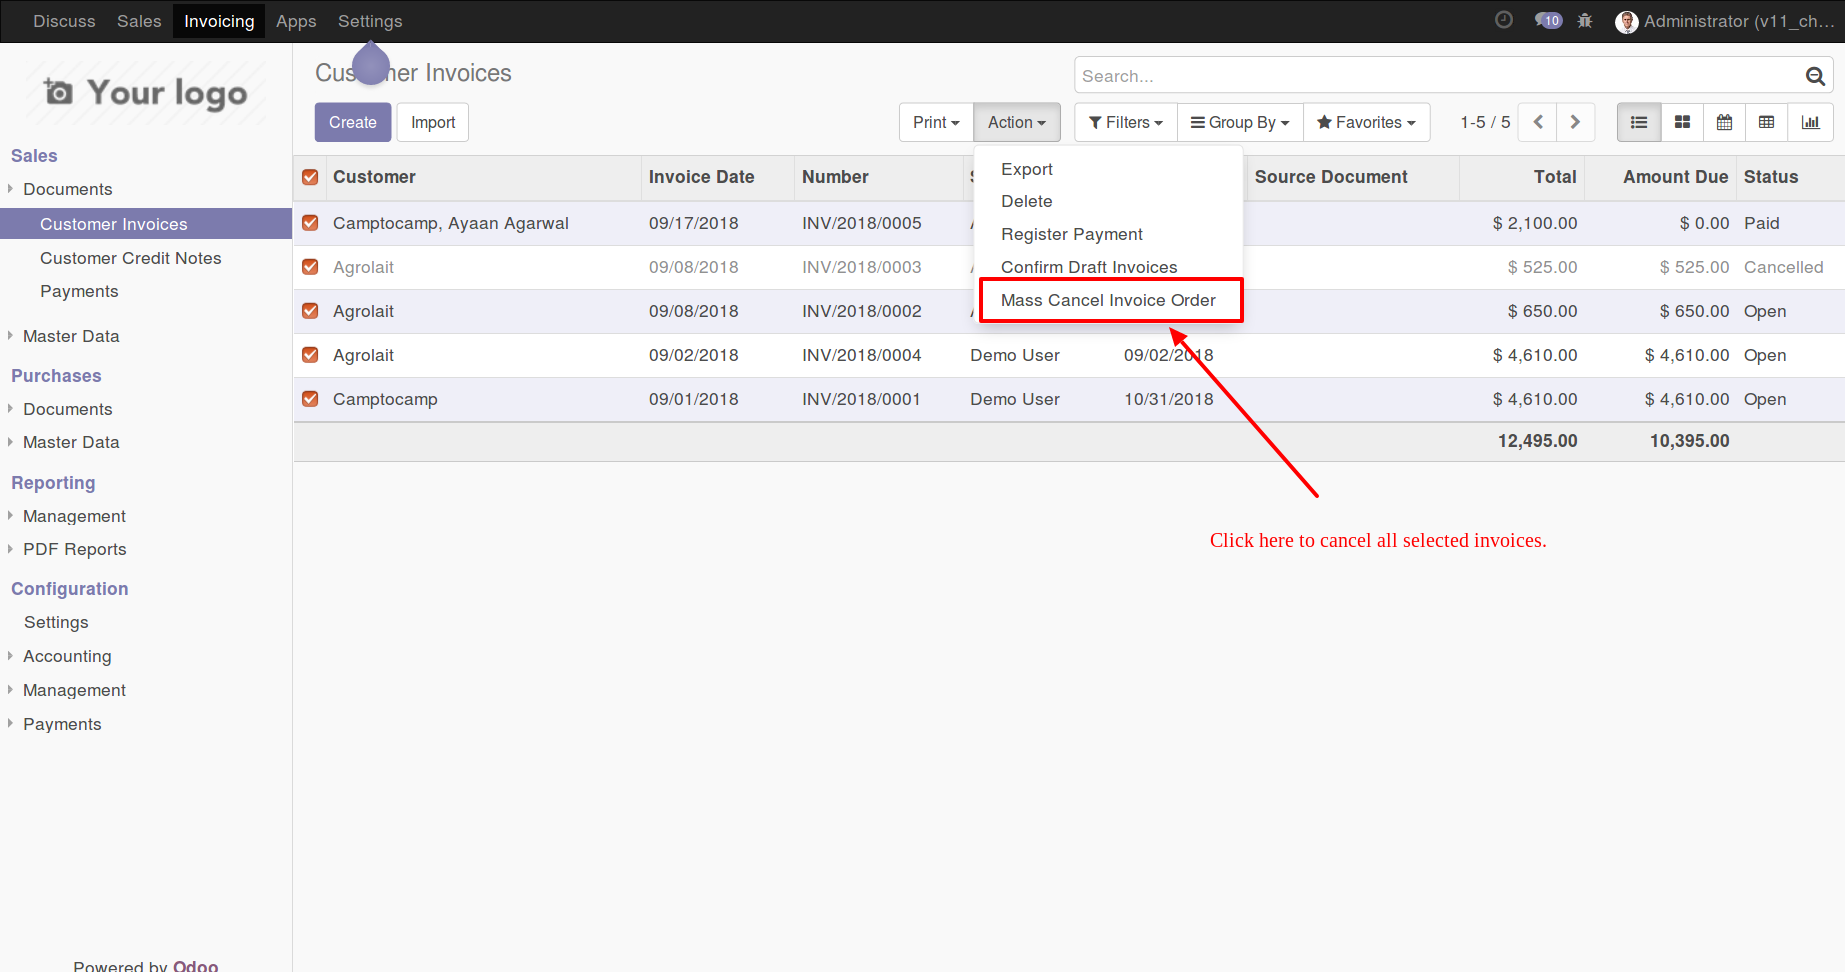 Discuss Sales Invoicing Apps Settings 10 Administrator (v11_ch...
Your logo
Customer Invoices
Search...
Create Import Print Action Filters Group By Favorites 1-5 / 5
Sales
Documents
Customer Invoices
Customer Credit Notes
Payments
Master Data
Purchases
Documents
Master Data
Reporting
Management
PDF Reports
Configuration
Settings
Accounting
Management
Payments
Powered by Odoo
Export
Delete
Register Payment
Confirm Draft Invoices
Mass Cancel Invoice Order
Customer Invoice Date Number Source Document Total Amount Due Status
Camptocamp, Ayaan Agarwal 09/17/2018 INV/2018/0005 $ 2,100.00 $ 0.00 Paid
Agrolait 09/08/2018 INV/2018/0003 $ 525.00 $ 525.00 Cancelled
Agrolait 09/08/2018 INV/2018/0002 $ 650.00 $ 650.00 Open
Agrolait 09/02/2018 INV/2018/0004 Demo User 09/02/2018 $ 4,610.00 $ 4,610.00 Open
Camptocamp 09/01/2018 INV/2018/0001 Demo User 10/31/2018 $ 4,610.00 $ 4,610.00 Open
12,495.00 10,395.00
Click here to cancel all selected invoices.